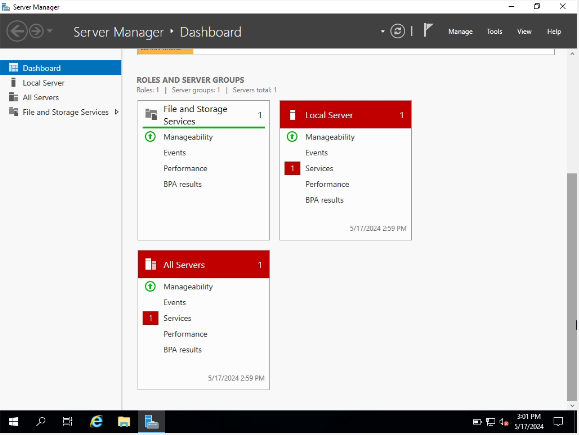 Server Manager
Server Manager • Dashboard
Manage Tools View Help
Dashboard
Local Server
All Servers
File and Storage Services
ROLES AND SERVER GROUPS
Roles: 1 | Server groups: 1 | Servers total: 1
File and Storage Services 1
Manageability
Events
Performance
BPA results
Local Server 1
Manageability
Events
1 Services
Performance
BPA results
5/17/2024 2:59 PM
All Servers 1
Manageability
Events
1 Services
Performance
BPA results
5/17/2024 2:59 PM
3:01 PM
5/17/2024